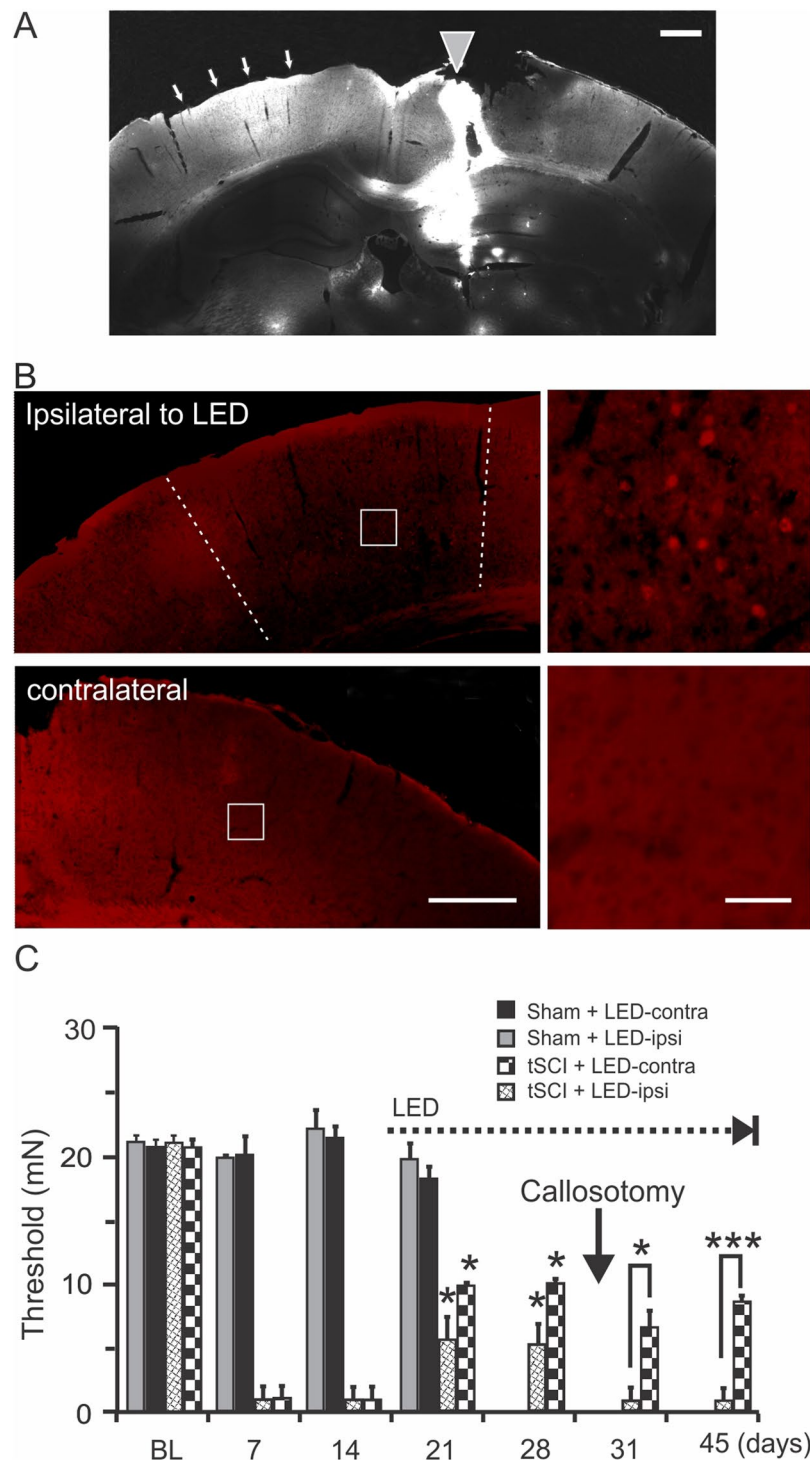 A
B
Ipsilateral to LED
contralateral
C
Sham + LED-contra
Sham + LED-ipsi
tSCI + LED-contra
tSCI + LED-ipsi
LED
Callosotomy
* * * * * ***
Threshold (mN)
30
20
10
0
BL 7 14 21 28 31 45 (days)